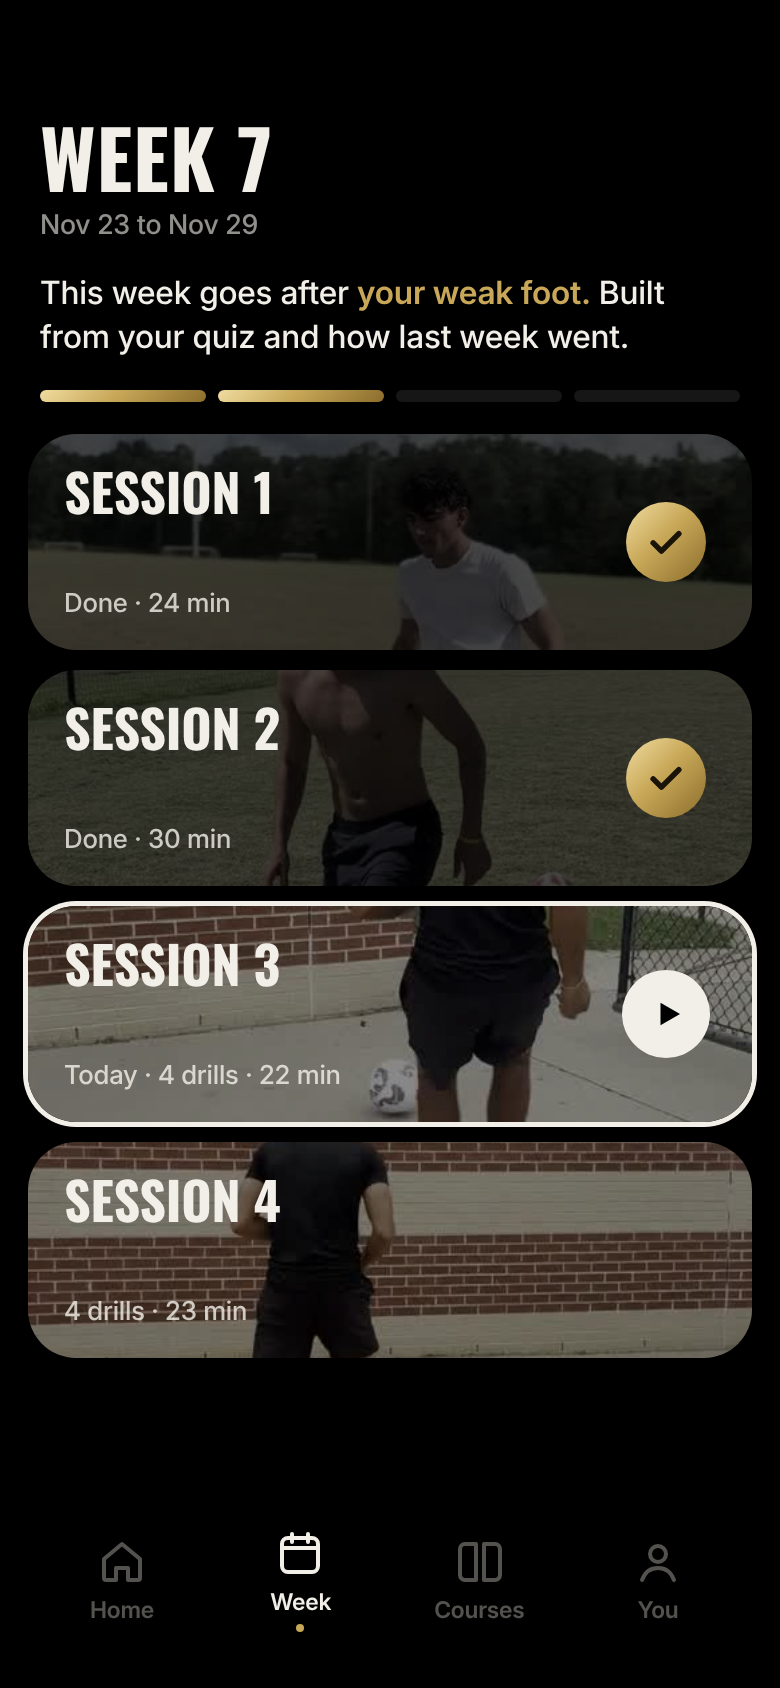 WEEK 7
Nov 23 to Nov 29
This week goes after your weak foot. Built
from your quiz and how last week went.
SESSION 1
Done · 24 min
SESSION 2
Done · 30 min
SESSION 3
Today · 4 drills · 22 min
SESSION 4
4 drills · 23 min
Home
Week
Courses
You